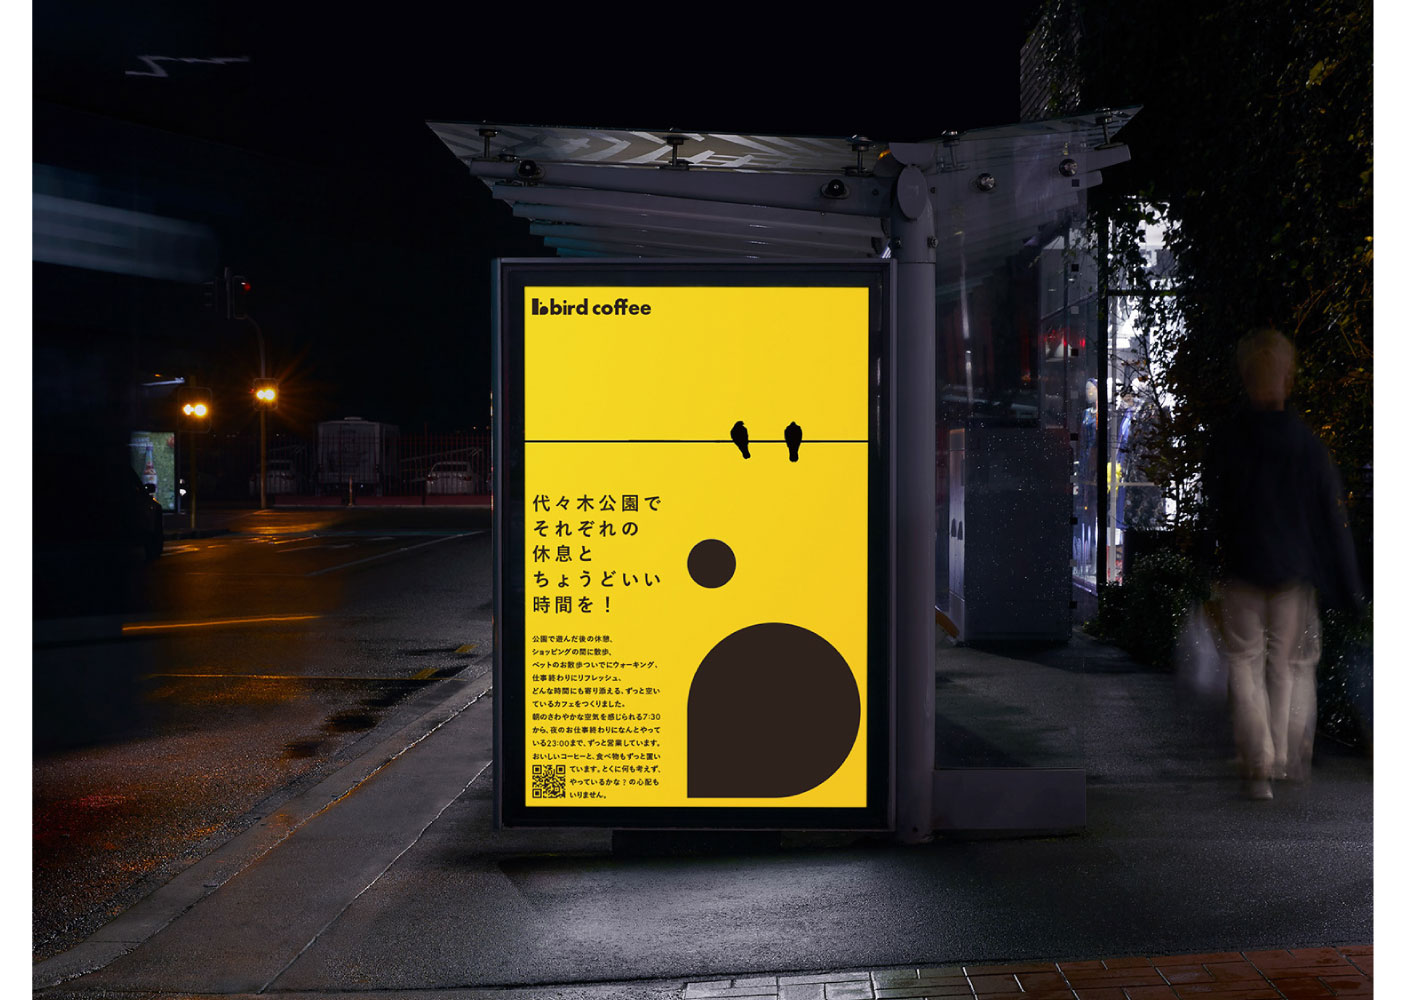 bird coffee
代々木公園で
それぞれの
休息と
ちょうどいい
時間を！
公園で遊んだ後の休憩、
ショッピングの間に散歩、
ペットのお散歩ついでにウォーキング、
仕事終わりにリフレッシュ、
どんな時間にも寄り添える、ずっと空い
ているカフェをつくりました。
朝のさわやかな空気を感じられる7:30
から、夜のお仕事終わりになんとやって
いる23:00まで、ずっと営業しています。
おいしいコーヒーと、食べ物もずっと置い
ています。とくに何も考えず、
やっているかな？の心配も
いりません。